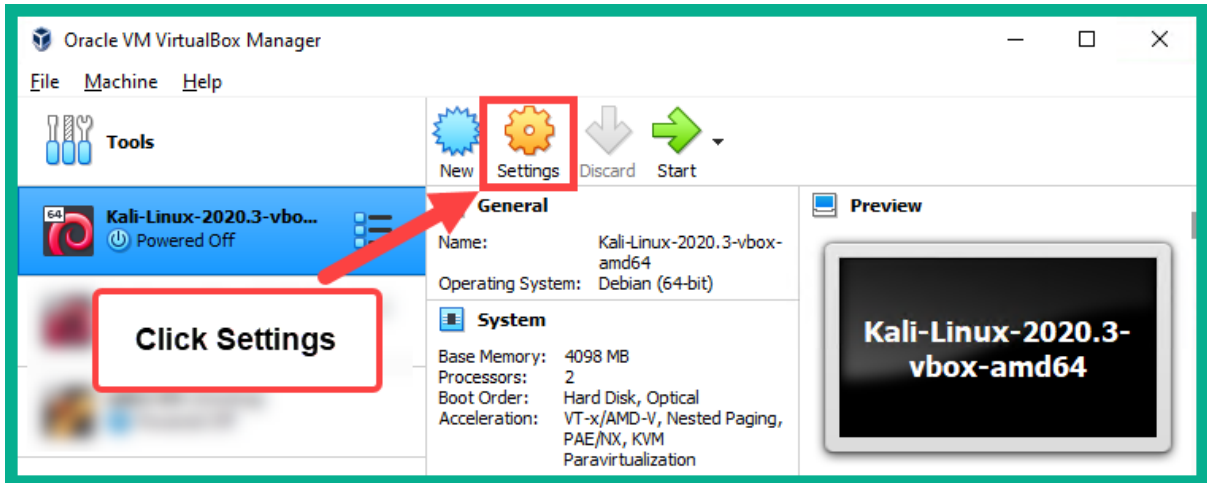 Oracle VM VirtualBox Manager
File Machine Help
Tools
New Settings Discard Start
64
Kali-Linux-2020.3-vbo...
Powered Off
Click Settings
General
Name: Kali-Linux-2020.3-vbox-
amd64
Operating System: Debian (64-bit)
System
Base Memory: 4098 MB
Processors: 2
Boot Order: Hard Disk, Optical
Acceleration: VT-x/AMD-V, Nested Paging,
PAE/NX, KVM
Paravirtualization
Preview
Kali-Linux-2020.3-
vbox-amd64